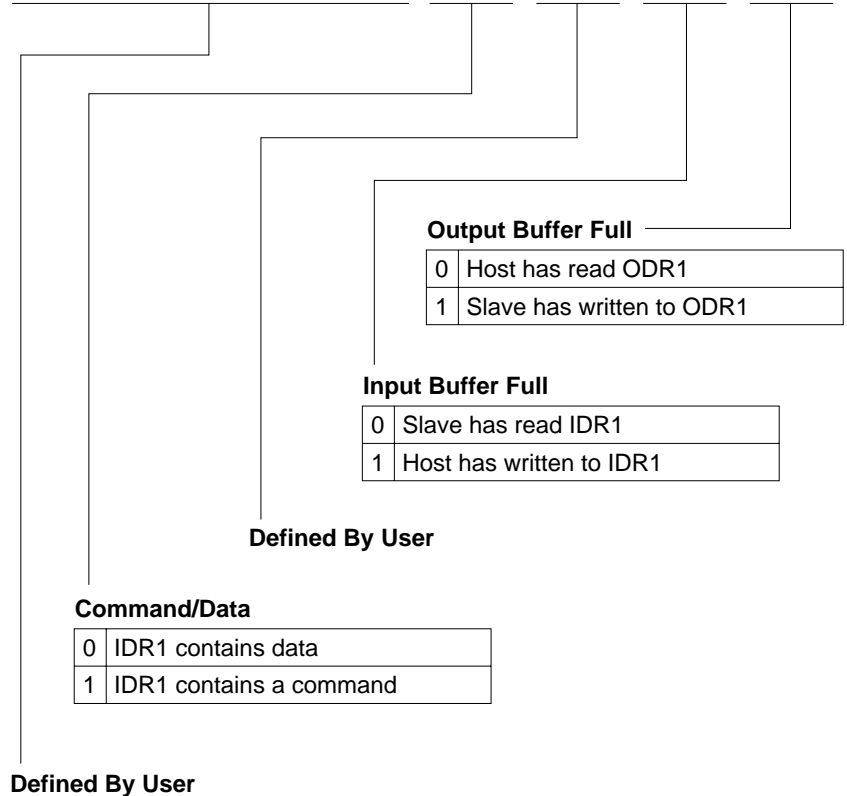 Output Buffer Full
0 Host has read ODR1
1 Slave has written to ODR1
Input Buffer Full
0 Slave has read IDR1
1 Host has written to IDR1
Defined By User
Command/Data
0 IDR1 contains data
1 IDR1 contains a command
Defined By User